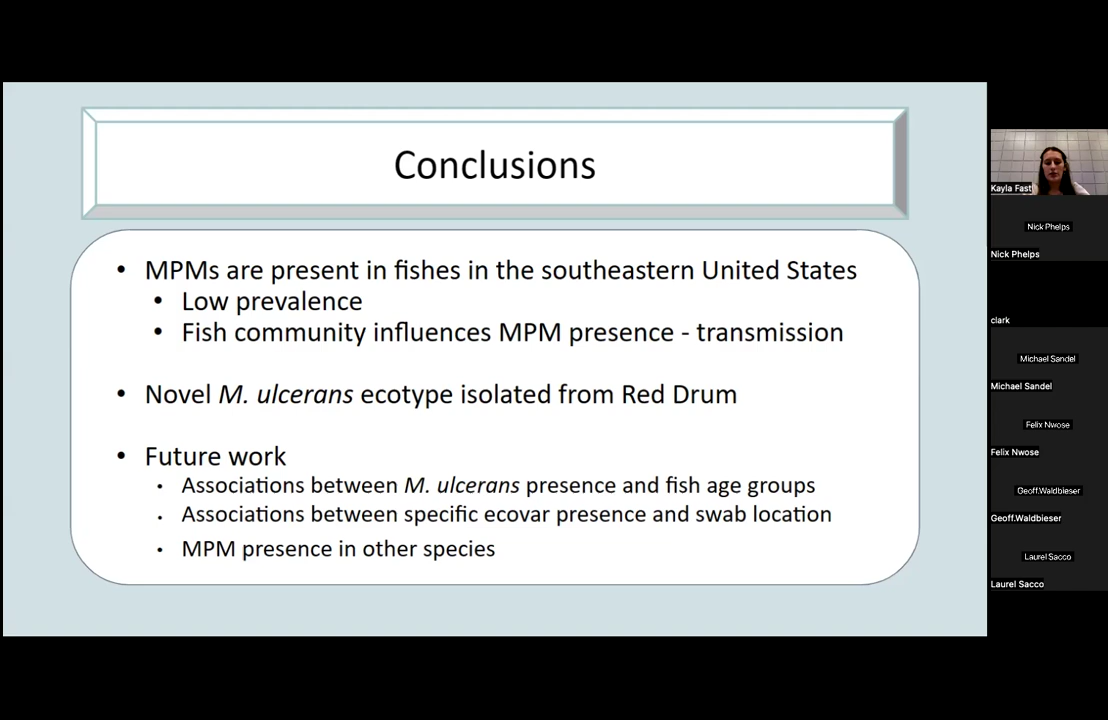 Conclusions
• MPMs are present in fishes in the southeastern United States
• Low prevalence
• Fish community influences MPM presence - transmission
• Novel M. ulcerans ecotype isolated from Red Drum
• Future work
• Associations between M. ulcerans presence and fish age groups
• Associations between specific ecovar presence and swab location
• MPM presence in other species
Kayla Fast
Nick Phelps
Nick Phelps
clark
Michael Sandel
Michael Sandel
Felix Nwose
Felix Nwose
Geoff.Waldbieser
Geoff.Waldbieser
Laurel Sacco
Laurel Sacco